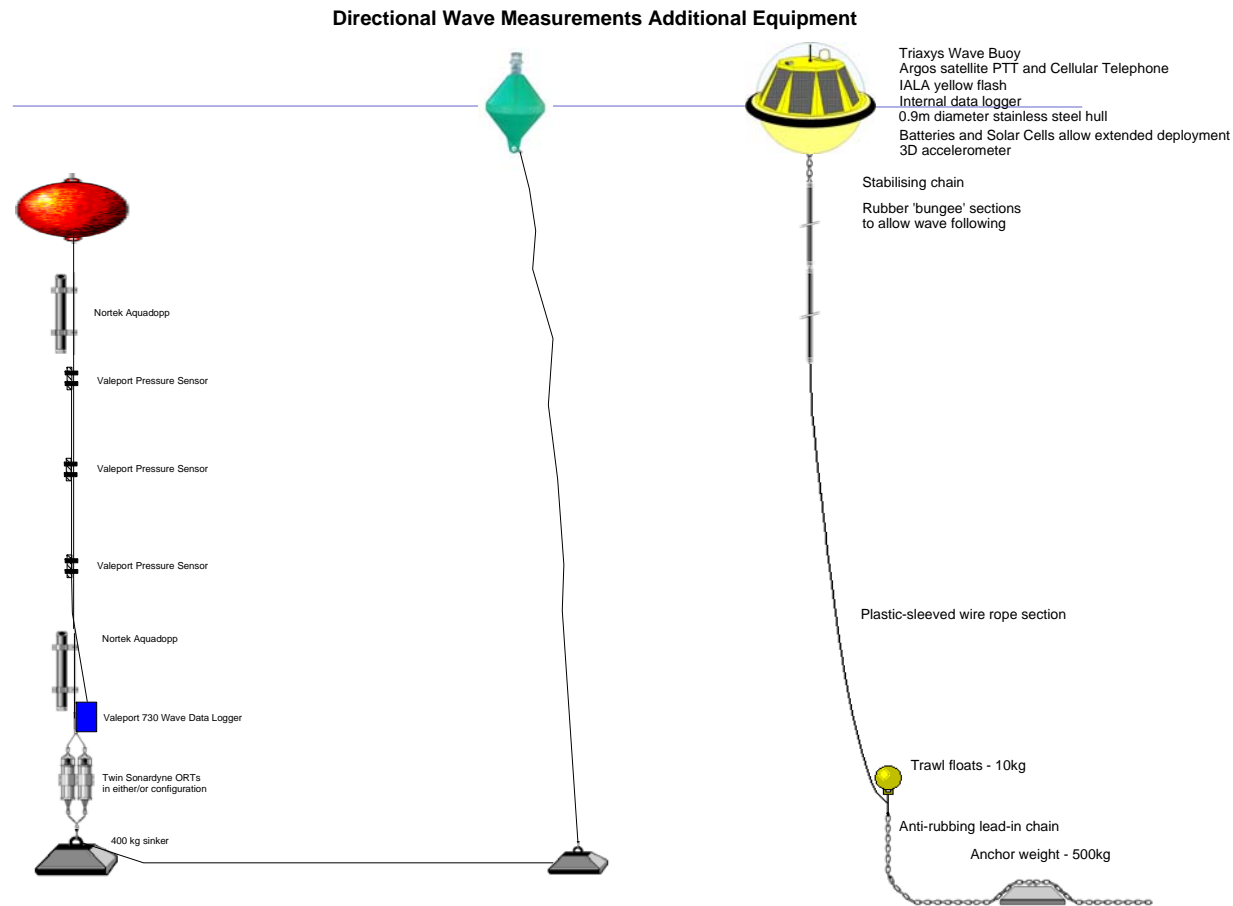 Directional Wave Measurements Additional Equipment
Triaxys Wave Buoy
Argos satellite PTT and Cellular Telephone
IALA yellow flash
Internal data logger
0.9m diameter stainless steel hull
Batteries and Solar Cells allow extended deployment
3D accelerometer
Stabilising chain
Rubber 'bungee' sections
to allow wave following
Nortek Aquadopp
Valeport Pressure Sensor
Valeport Pressure Sensor
Valeport Pressure Sensor
Nortek Aquadopp
Valeport 730 Wave Data Logger
Twin Sonardyne ORTs
in either/or configuration
400 kg sinker
Plastic-sleeved wire rope section
Trawl floats - 10kg
Anti-rubbing lead-in chain
Anchor weight - 500kg